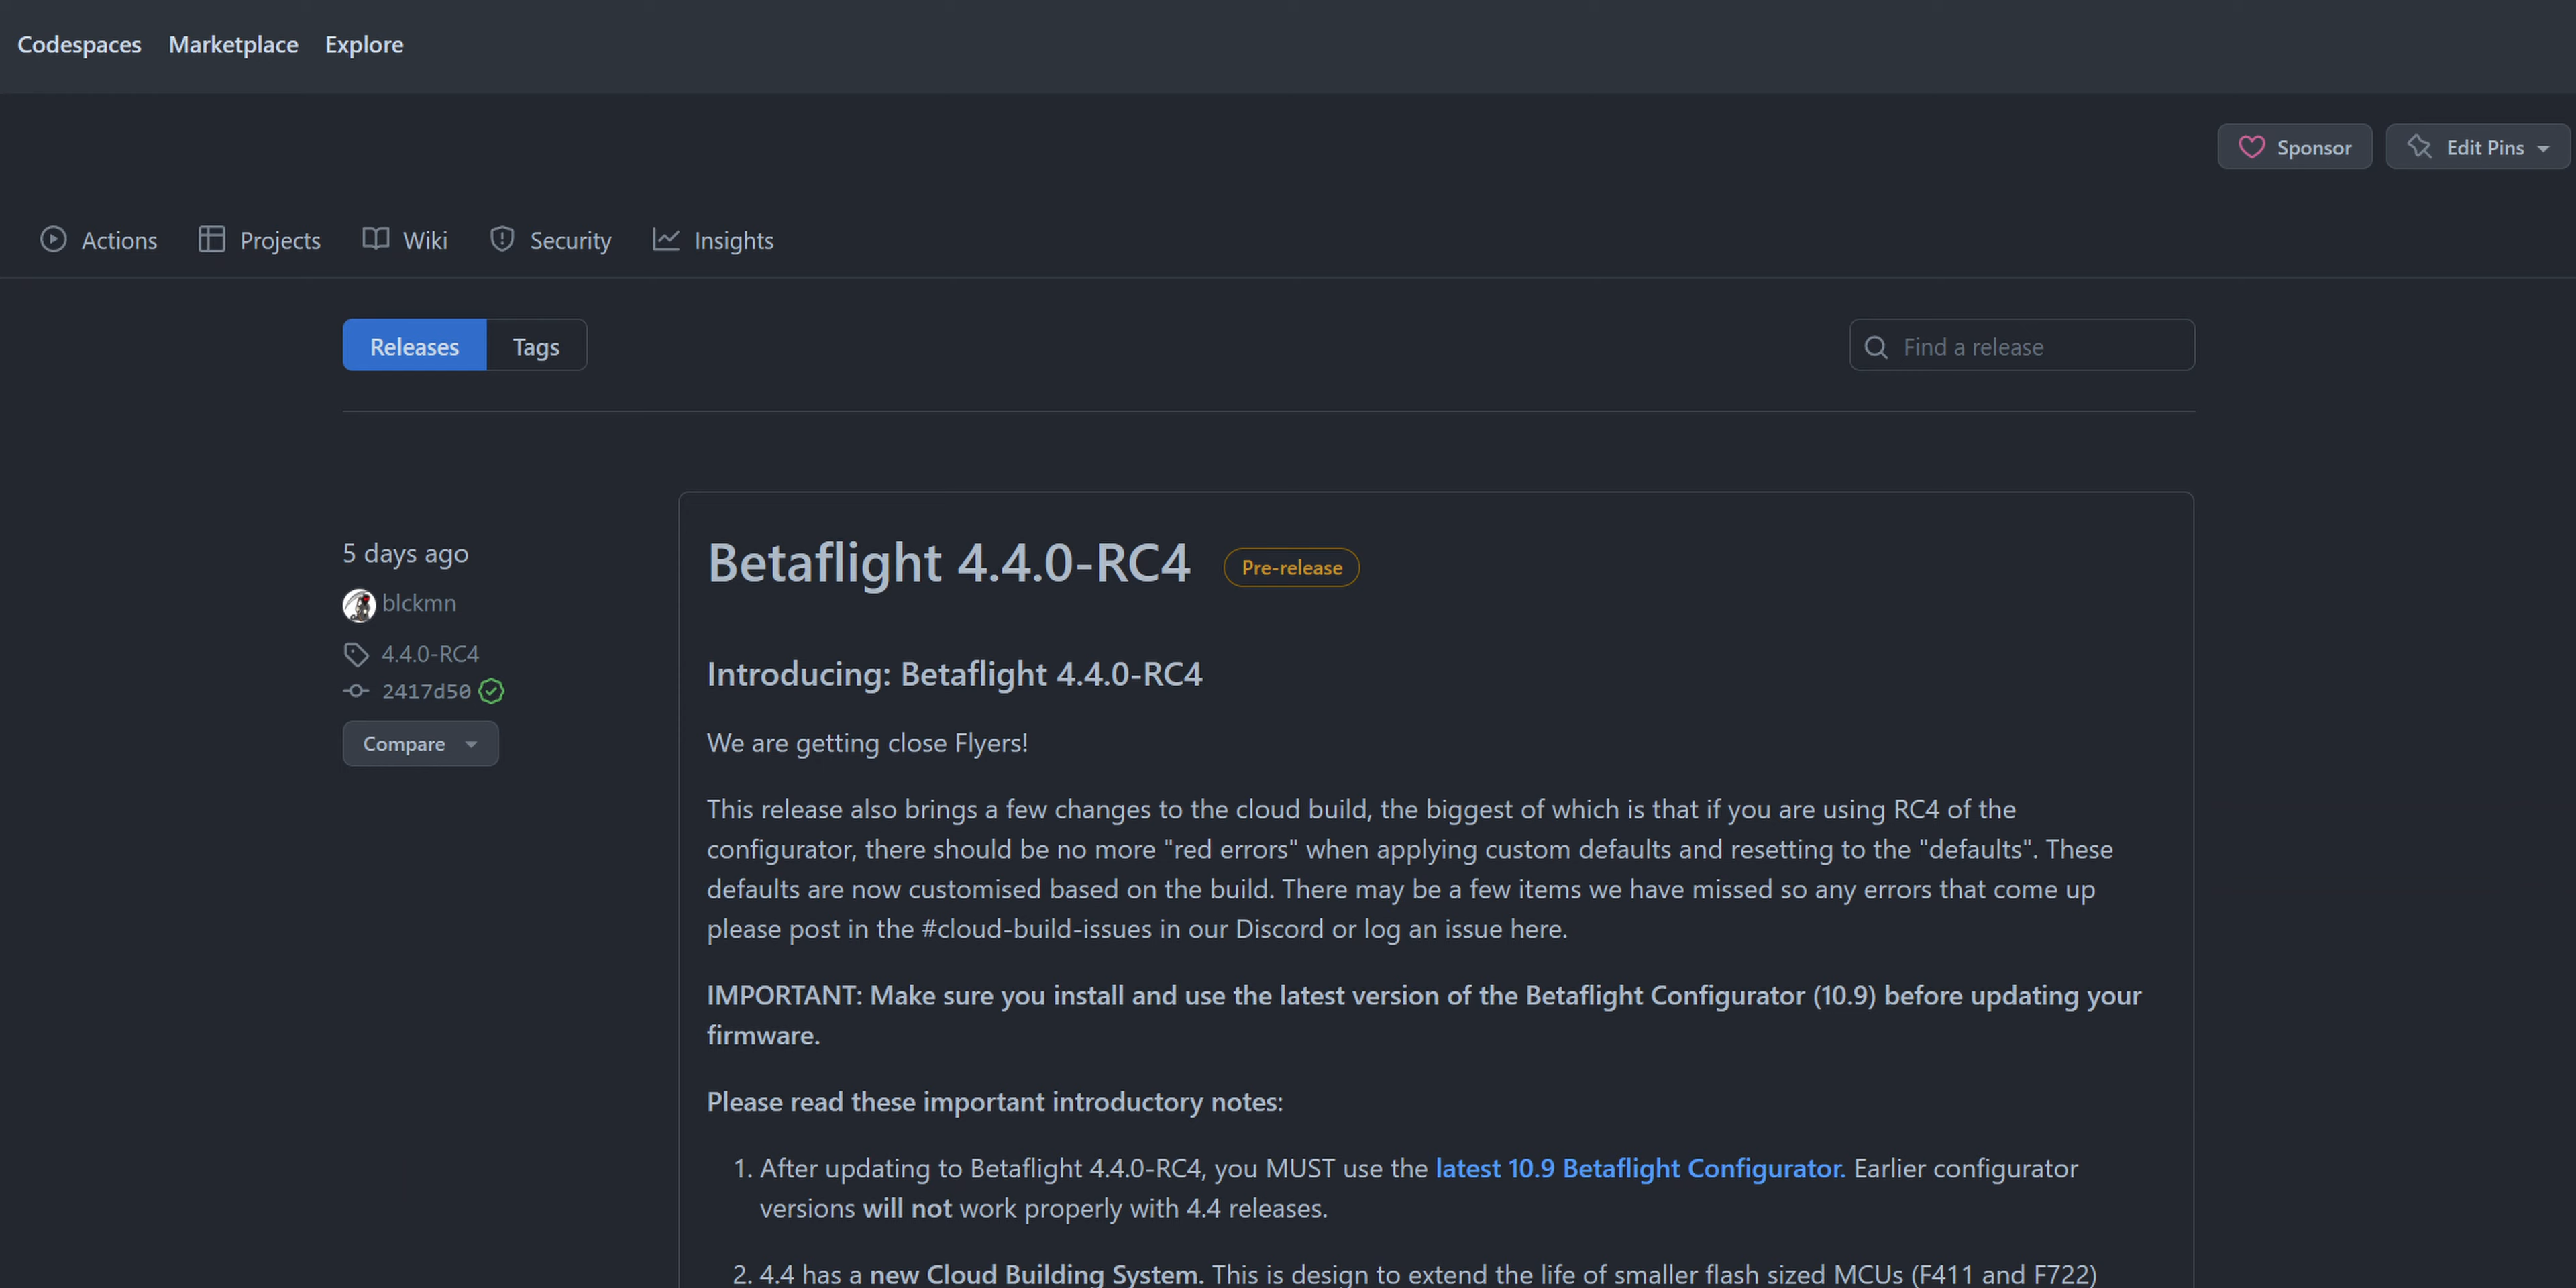 Codespaces Marketplace Explore
Sponsor Edit Pins
Actions Projects Wiki Security Insights
Releases Tags Find a release
5 days ago
blckmn
4.4.0-RC4
2417d50
Compare
Betaflight 4.4.0-RC4 Pre-release
Introducing: Betaflight 4.4.0-RC4
We are getting close Flyers!
This release also brings a few changes to the cloud build, the biggest of which is that if you are using RC4 of the
configurator, there should be no more "red errors" when applying custom defaults and resetting to the "defaults". These
defaults are now customised based on the build. There may be a few items we have missed so any errors that come up
please post in the #cloud-build-issues in our Discord or log an issue here.
IMPORTANT: Make sure you install and use the latest version of the Betaflight Configurator (10.9) before updating your
firmware.
Please read these important introductory notes:
1. After updating to Betaflight 4.4.0-RC4, you MUST use the latest 10.9 Betaflight Configurator. Earlier configurator
versions will not work properly with 4.4 releases.
2. 4.4 has a new Cloud Building System. This is design to extend the life of smaller flash sized MCUs (F411 and F722)